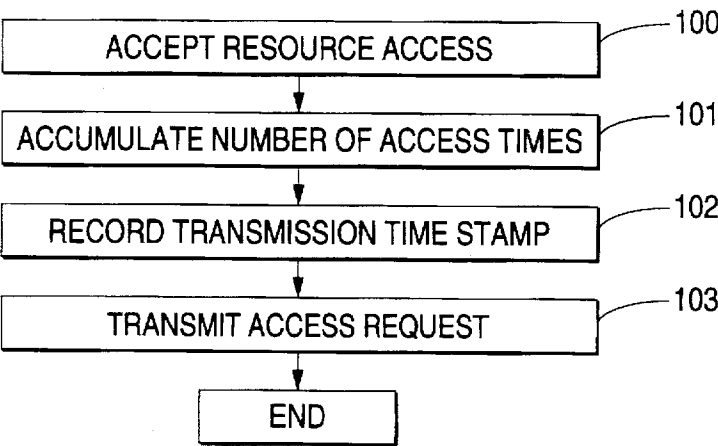 ACCEPT RESOURCE ACCESS 100
ACCUMULATE NUMBER OF ACCESS TIMES 101
RECORD TRANSMISSION TIME STAMP 102
TRANSMIT ACCESS REQUEST 103
END